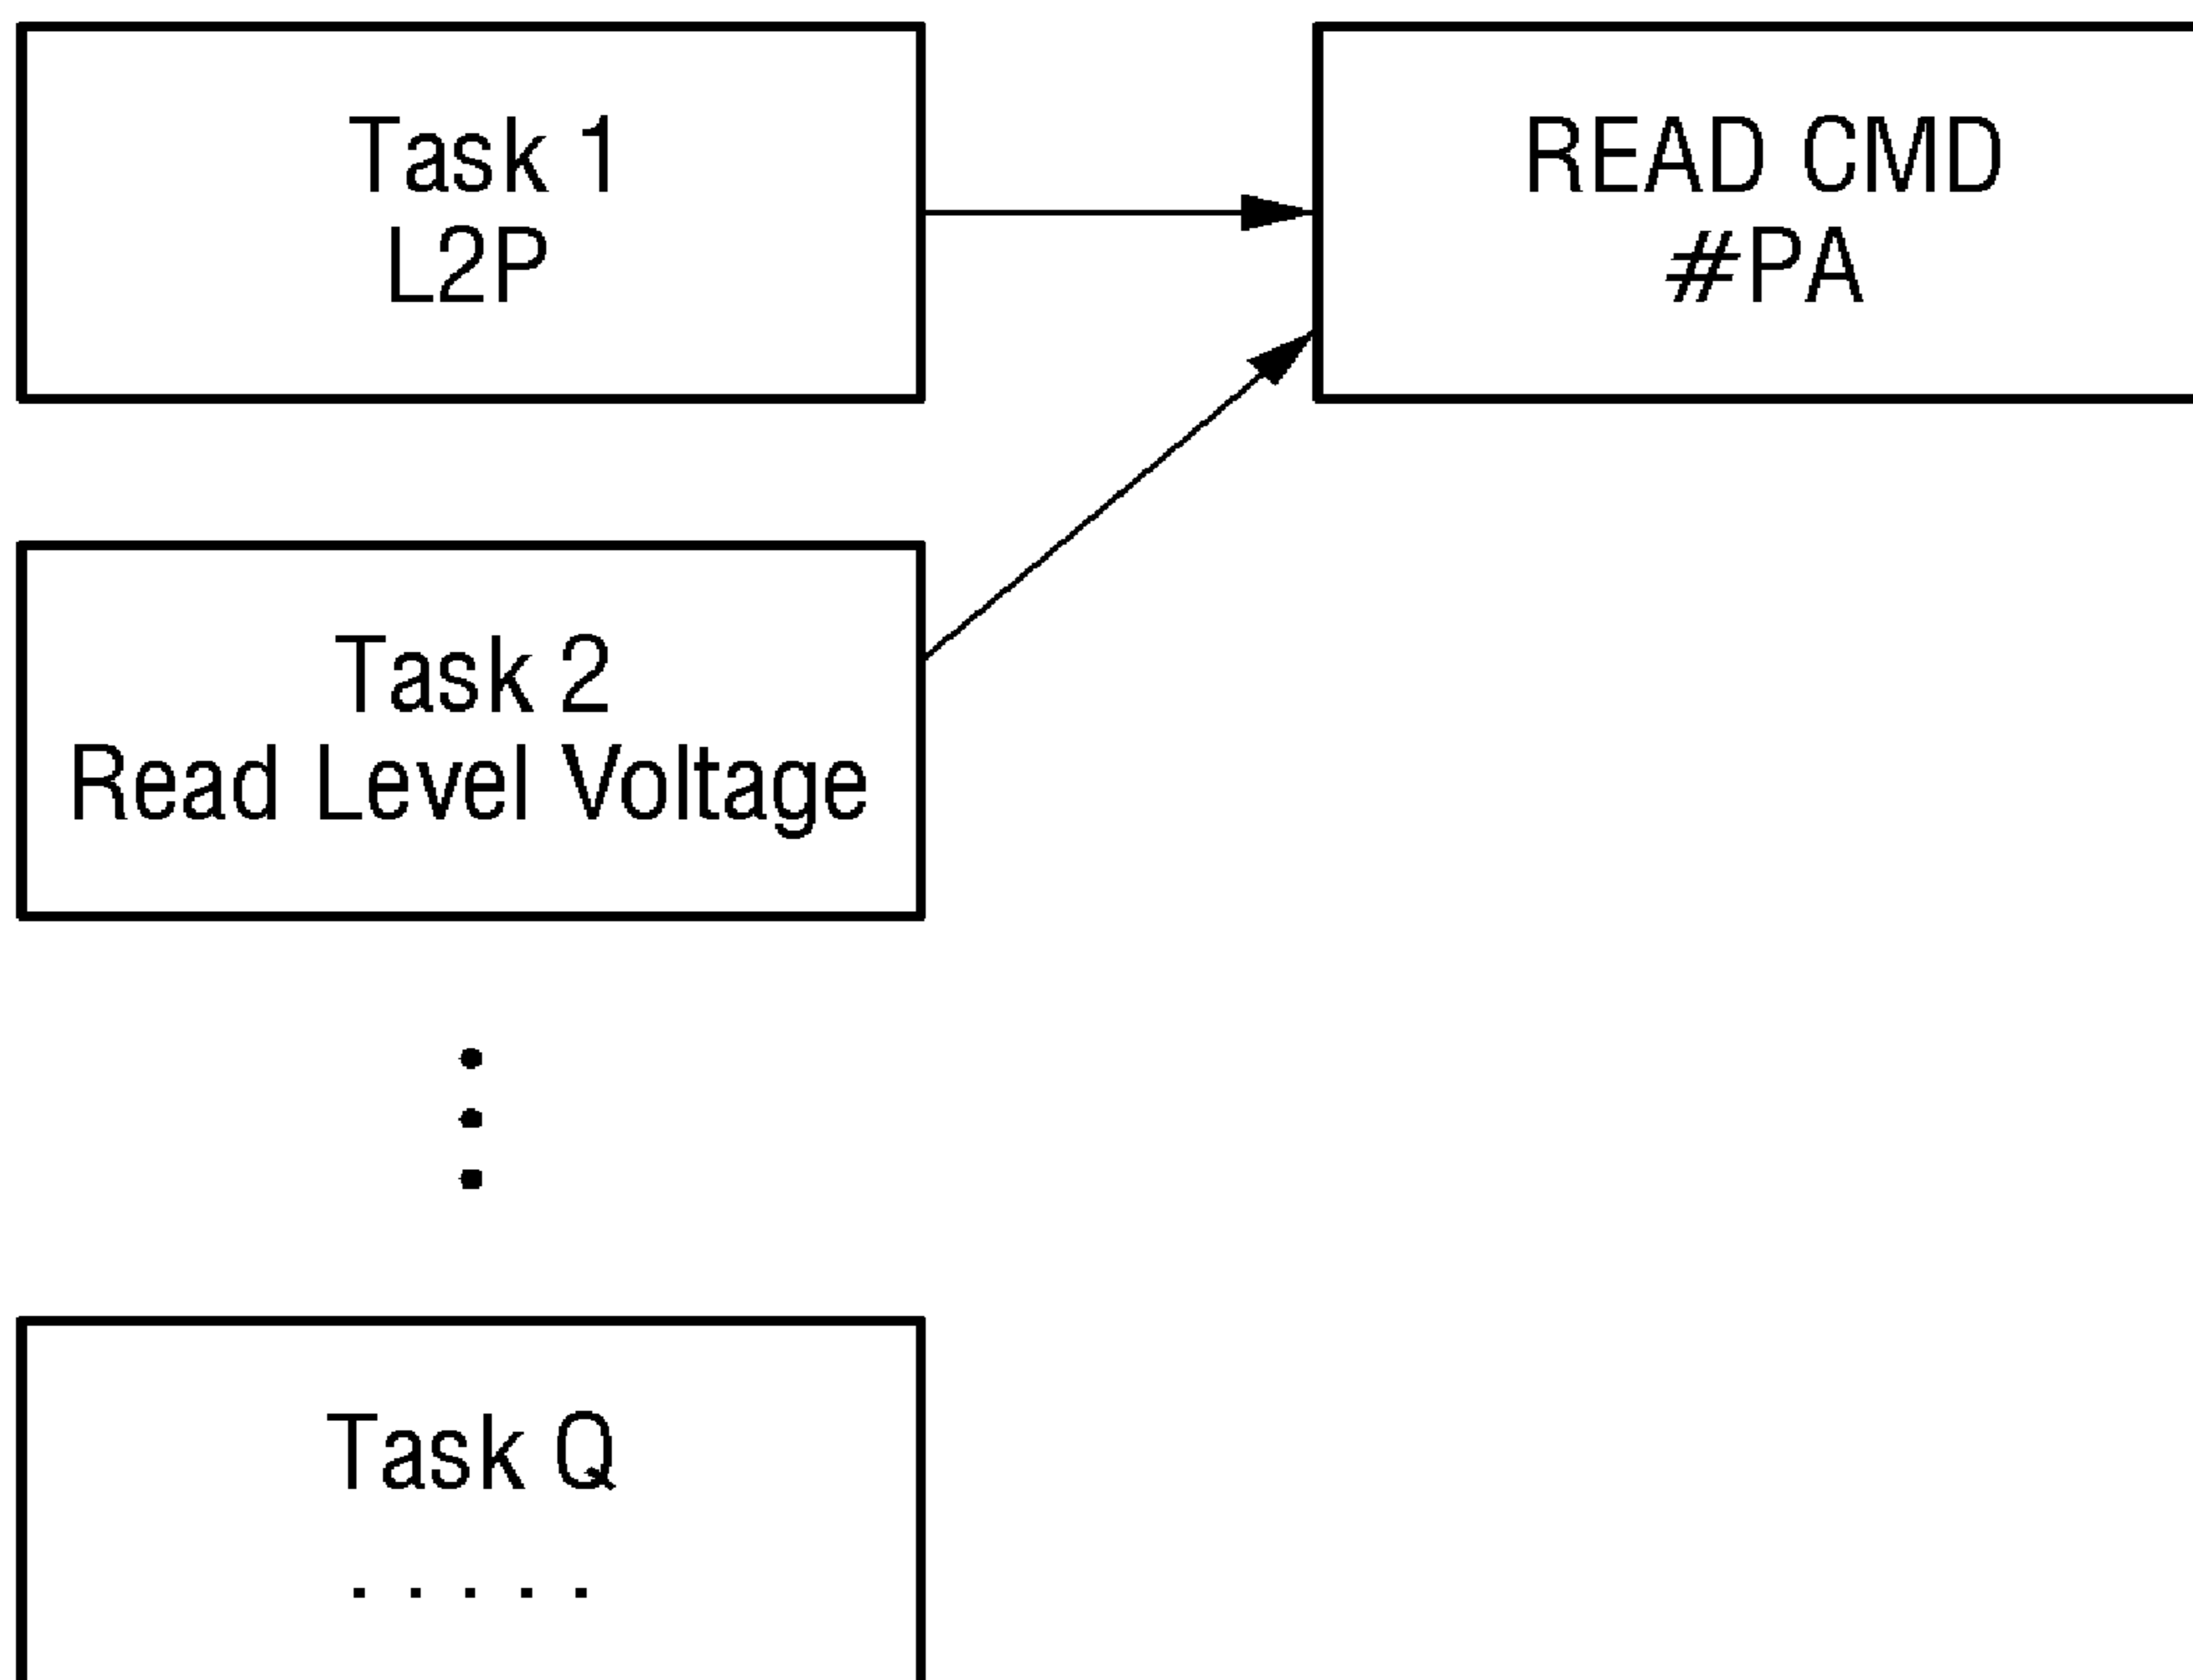 Task 1
L2P
READ CMD
#PA
Task 2
Read Level Voltage
Task Q
.....